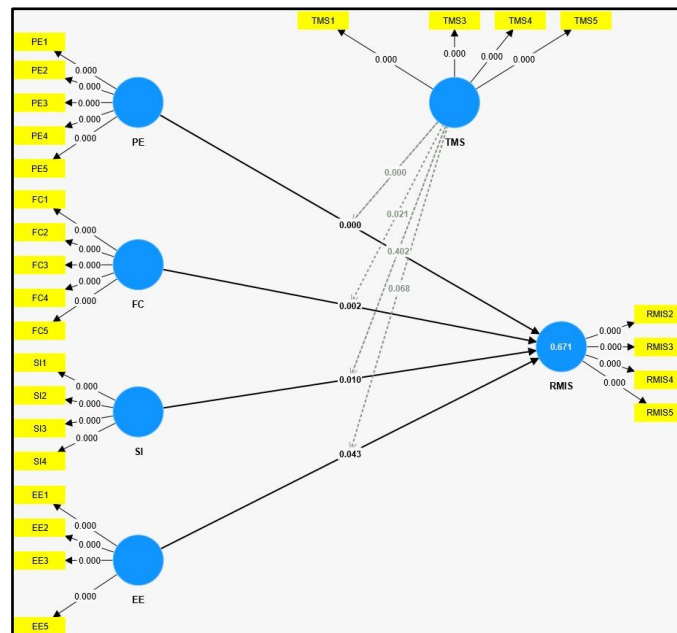 TMS1
TMS3
TMS4
TMS5
0.000
0.000
0.000
0.000
TMS
PE1
PE2
PE3
PE4
PE5
0.000
0.000
0.000
0.000
0.000
PE
FC1
FC2
FC3
FC4
FC5
0.000
0.000
0.000
0.000
0.000
FC
SI1
SI2
SI3
SI4
0.000
0.000
0.000
0.000
SI
EE1
EE2
EE3
EE5
0.000
0.000
0.000
0.000
EE
0.000
0.021
0.402
0.068
0.000
0.002
0.010
0.043
0.671
RMIS
0.000
0.000
0.000
0.000
RMIS2
RMIS3
RMIS4
RMIS5